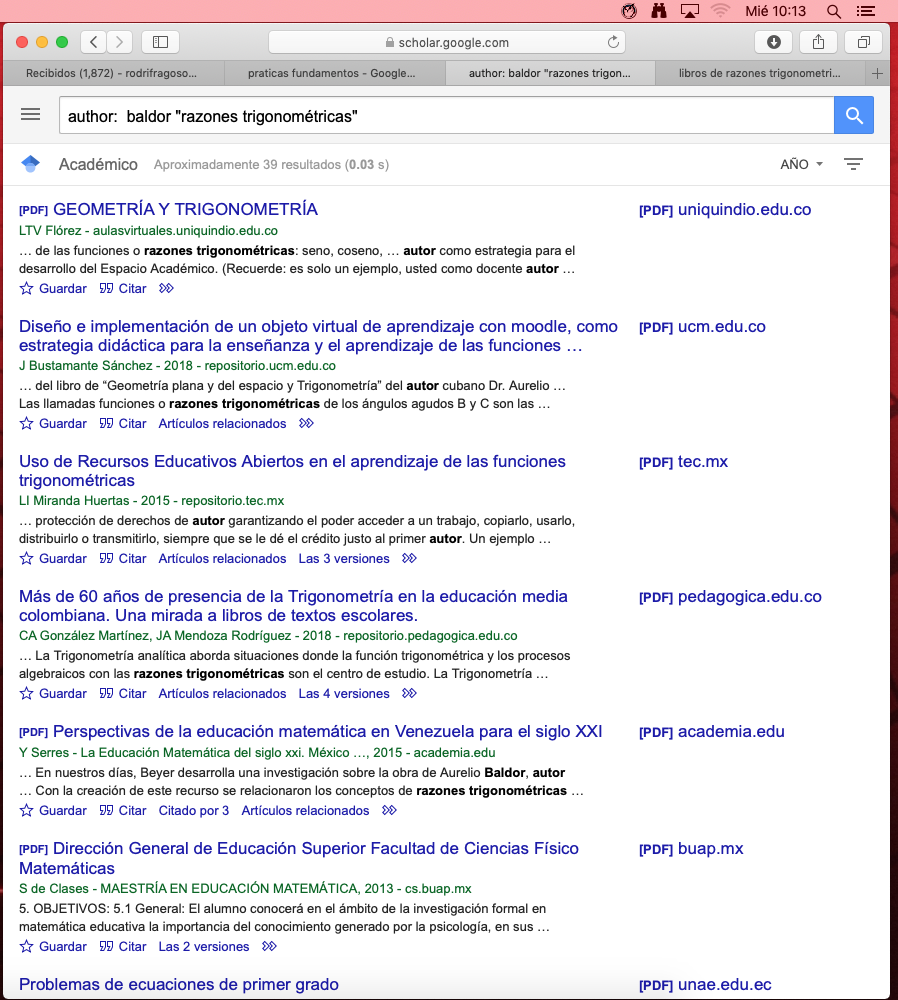 Mié 10:13
scholar.google.com
Recibidos (1,872) - rodrifragoso...
praticas fundamentos - Google...
author: baldor "razones trigon...
libros de razones trigonometri...
author:  baldor "razones trigonométricas"
Académico
Aproximadamente 39 resultados (0.03 s)
AÑO
[PDF] GEOMETRÍA Y TRIGONOMETRÍA
[PDF] uniquindio.edu.co
LTV Flórez - aulasvirtuales.uniquindio.edu.co
… de las funciones o razones trigonométricas: seno, coseno, … autor como estrategia para el
desarrollo del Espacio Académico. (Recuerde: es solo un ejemplo, usted como docente autor …
Guardar Citar
Diseño e implementación de un objeto virtual de aprendizaje con moodle, como
estrategia didáctica para la enseñanza y el aprendizaje de las funciones …
[PDF] ucm.edu.co
J Bustamante Sánchez - 2018 - repositorio.ucm.edu.co
… del libro de “Geometría plana y del espacio y Trigonometría” del autor cubano Dr. Aurelio …
Las llamadas funciones o razones trigonométricas de los ángulos agudos B y C son las …
Guardar Citar Artículos relacionados
Uso de Recursos Educativos Abiertos en el aprendizaje de las funciones
trigonométricas
[PDF] tec.mx
LI Miranda Huertas - 2015 - repositorio.tec.mx
… protección de derechos de autor garantizando el poder acceder a un trabajo, copiarlo, usarlo,
distribuirlo o transmitirlo, siempre que se le dé el crédito justo al primer autor. Un ejemplo …
Guardar Citar Artículos relacionados Las 3 versiones
Más de 60 años de presencia de la Trigonometría en la educación media
colombiana. Una mirada a libros de textos escolares.
[PDF] pedagogica.edu.co
CA González Martínez, JA Mendoza Rodríguez - 2018 - repositorio.pedagogica.edu.co
… La Trigonometría analítica aborda situaciones donde la función trigonométrica y los procesos
algebraicos con las razones trigonométricas son el centro de estudio. La Trigonometría …
Guardar Citar Artículos relacionados Las 4 versiones
[PDF] Perspectivas de la educación matemática en Venezuela para el siglo XXI
[PDF] academia.edu
Y Serres - La Educación Matemática del siglo xxi. México …, 2015 - academia.edu
… En nuestros días, Beyer desarrolla una investigación sobre la obra de Aurelio Baldor, autor
… Con la creación de este recurso se relacionaron los conceptos de razones trigonométricas …
Guardar Citar Citado por 3 Artículos relacionados
[PDF] Dirección General de Educación Superior Facultad de Ciencias Físico
Matemáticas
[PDF] buap.mx
S de Clases - MAESTRÍA EN EDUCACIÓN MATEMÁTICA, 2013 - cs.buap.mx
5. OBJETIVOS: 5.1 General: El alumno conocerá en el ámbito de la investigación formal en
matemática educativa la importancia del conocimiento generado por la psicología, en sus …
Guardar Citar Las 2 versiones
Problemas de ecuaciones de primer grado
[PDF] unae.edu.ec